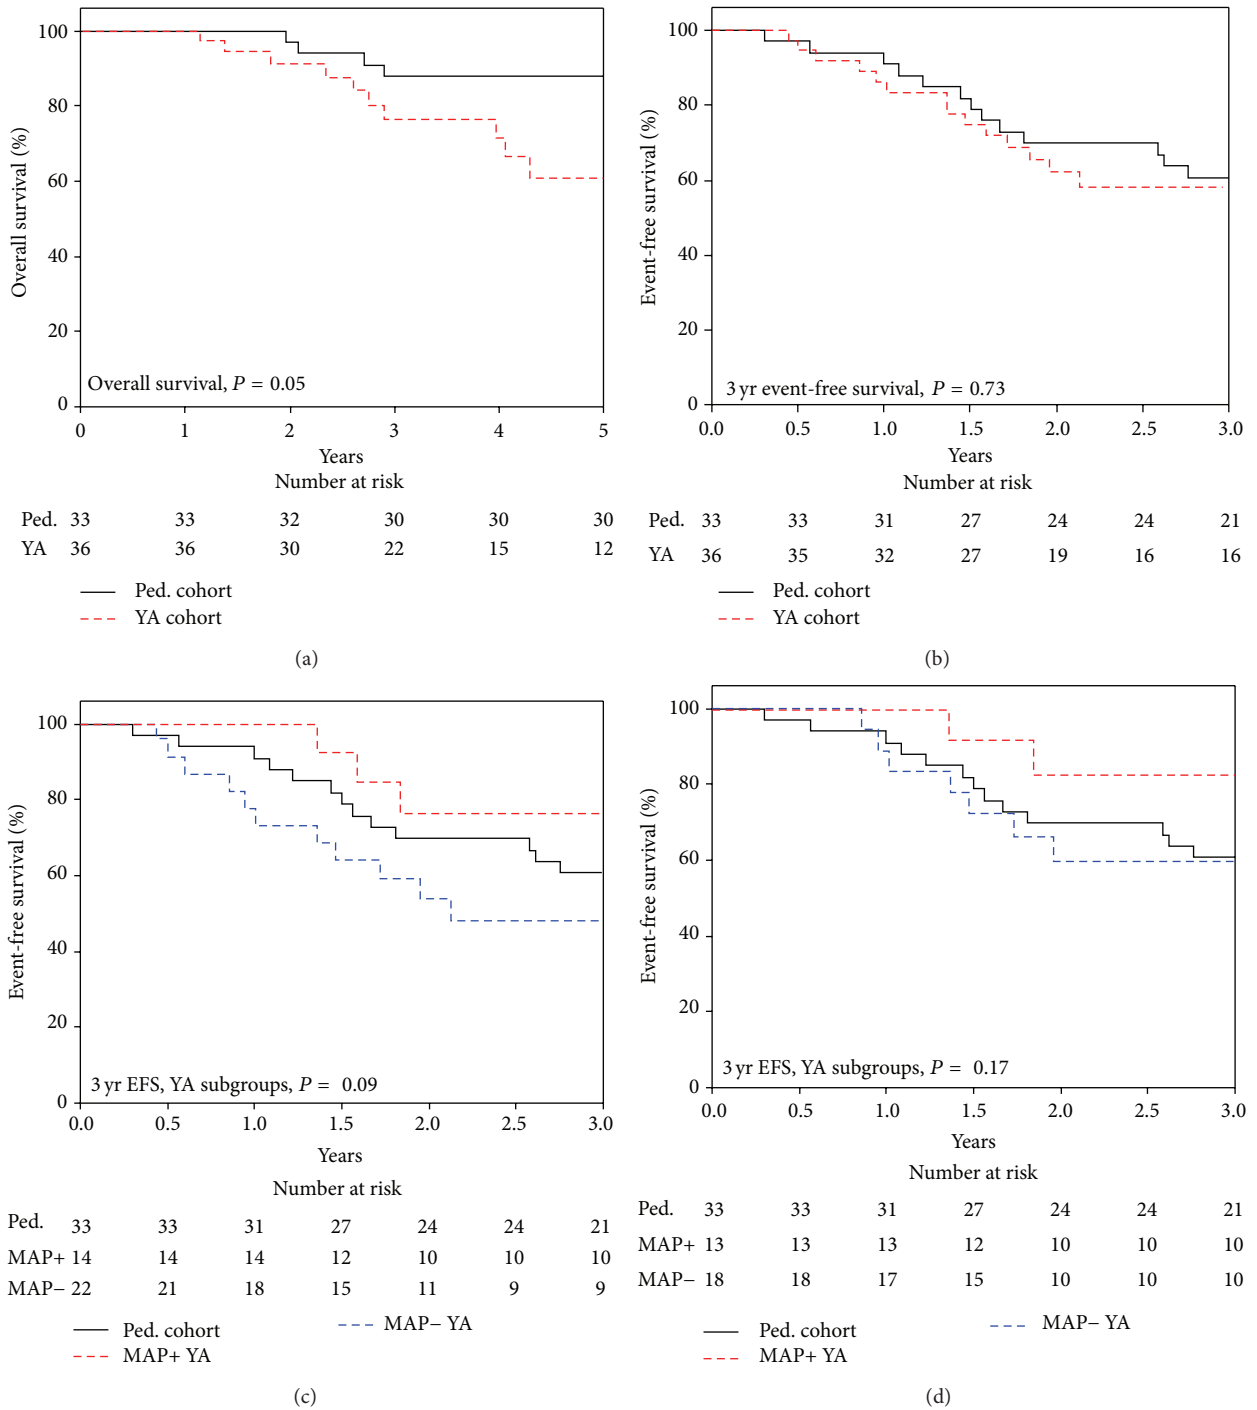 100
80
60
40
20
0
Overall survival (%)
Overall survival, P = 0.05
0 1 2 3 4 5
Years
Number at risk
Ped. 33 33 32 30 30 30
YA 36 36 30 22 15 12
Ped. cohort
YA cohort
(a)
100
80
60
40
20
0
Event-free survival (%)
3 yr event-free survival, P = 0.73
0.0 0.5 1.0 1.5 2.0 2.5 3.0
Years
Number at risk
Ped. 33 33 31 27 24 24 21
YA 36 35 32 27 19 16 16
Ped. cohort
YA cohort
(b)
100
80
60
40
20
0
Event-free survival (%)
3 yr EFS, YA subgroups, P = 0.09
0.0 0.5 1.0 1.5 2.0 2.5 3.0
Years
Number at risk
Ped. 33 33 31 27 24 24 21
MAP+ 14 14 14 12 10 10 10
MAP− 22 21 18 15 11 9 9
Ped. cohort
MAP+ YA
MAP− YA
(c)
100
80
60
40
20
0
Event-free survival (%)
3 yr EFS, YA subgroups, P = 0.17
0.0 0.5 1.0 1.5 2.0 2.5 3.0
Years
Number at risk
Ped. 33 33 31 27 24 24 21
MAP+ 13 13 13 12 10 10 10
MAP− 18 18 17 15 10 10 10
Ped. cohort
MAP+ YA
MAP− YA
(d)